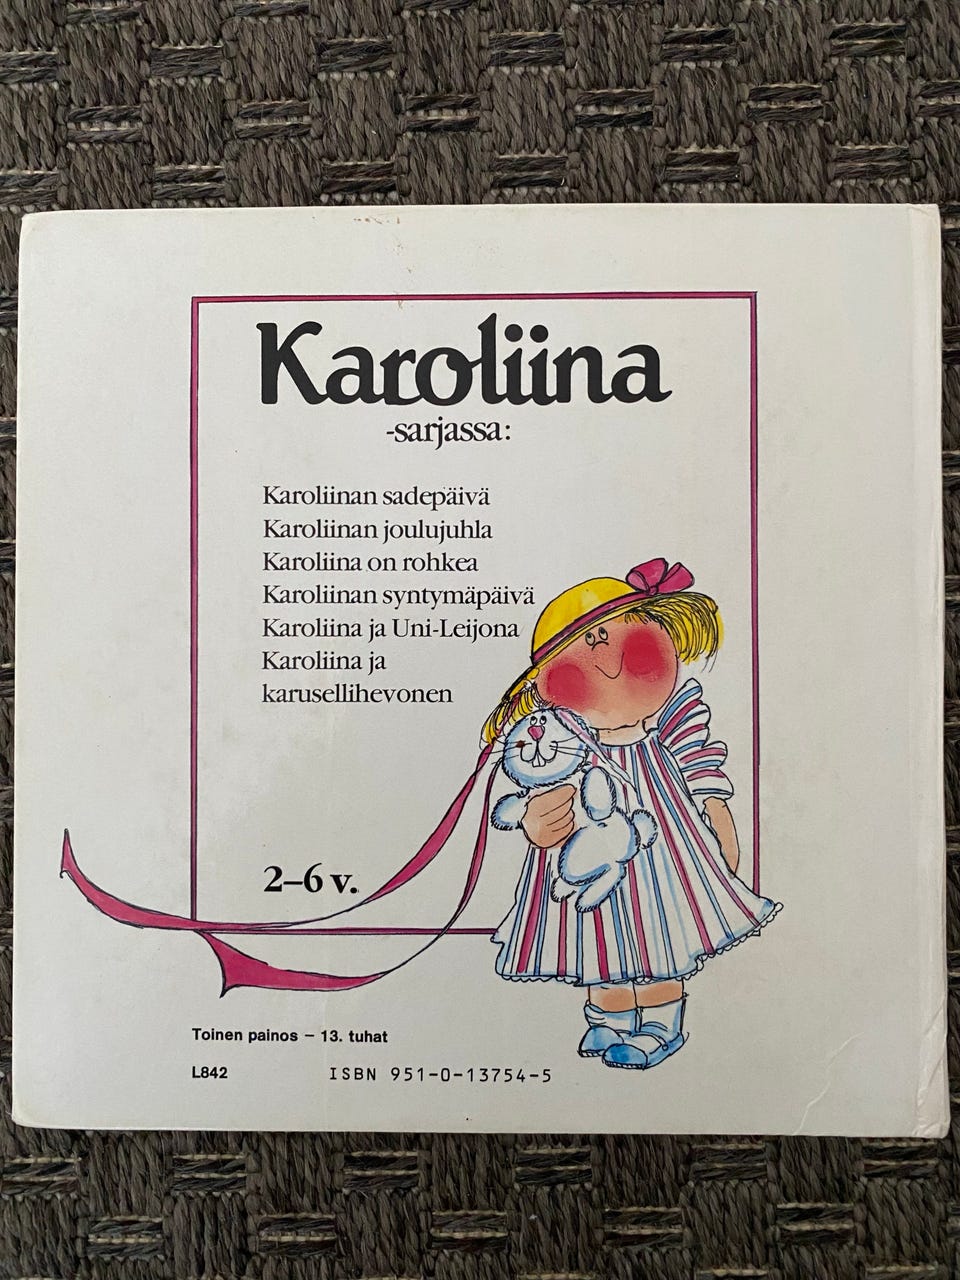 Karoliina
-sarjassa:
Karoliinan sadepäivä
Karoliinan joulujuhla
Karoliina on rohkea
Karoliinan syntymäpäivä
Karoliina ja Uni-Leijona
Karoliina ja
karusellihevonen
2–6 v.
Toinen painos – 13. tuhat
L842 ISBN 951-0-13754-5